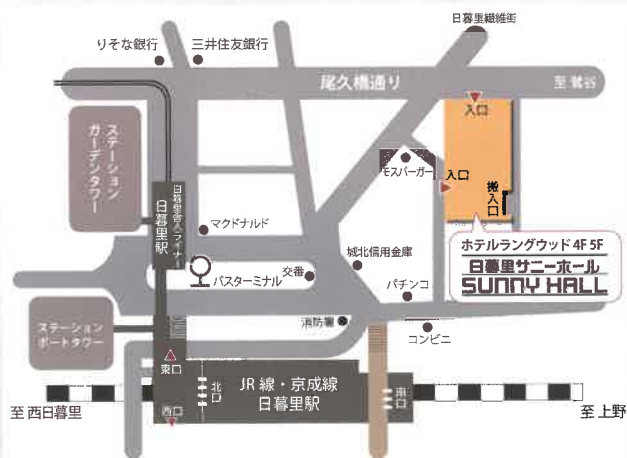 日暮里繊維街
りそな銀行
三井住友銀行
尾久橋通り
至 鶯谷
入口
ステーション
ガーデンタワー
モスバーガー
入口
搬入口
日暮里舎人ライナー
日暮里駅
マクドナルド
ホテルラングウッド 4F 5F
日暮里サニーホール
SUNNY HALL
城北信用金庫
交番
バスターミナル
パチンコ
ステーション
ポートタワー
消防署
コンビニ
東口
北口
JR 線・京成線
日暮里駅
南口
西口
至 西日暮里
至 上野